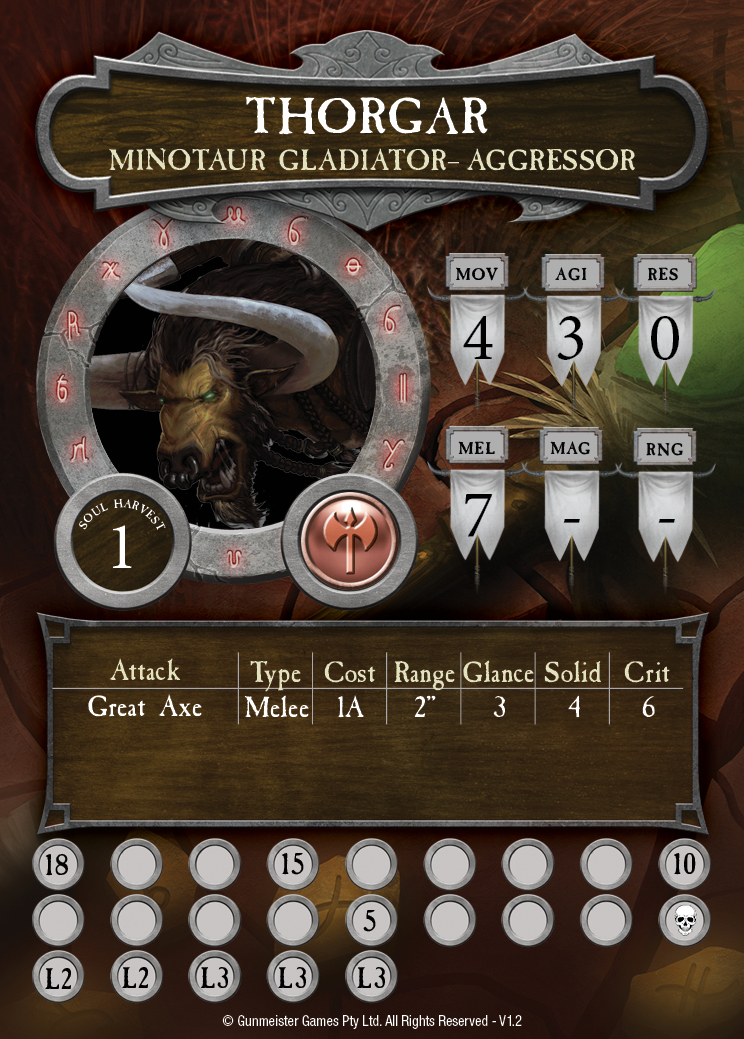 THORGAR
MINOTAUR GLADIATOR– AGGRESSOR
MOV AGI RES
4 3 0
MEL MAG RNG
7 - -
SOUL HARVEST
1
Attack Type Cost Range Glance Solid Crit
Great Axe Melee 1A 2” 3 4 6
18 15 10
5
L2 L2 L3 L3 L3
© Gunmeister Games Pty Ltd. All Rights Reserved - V1.2